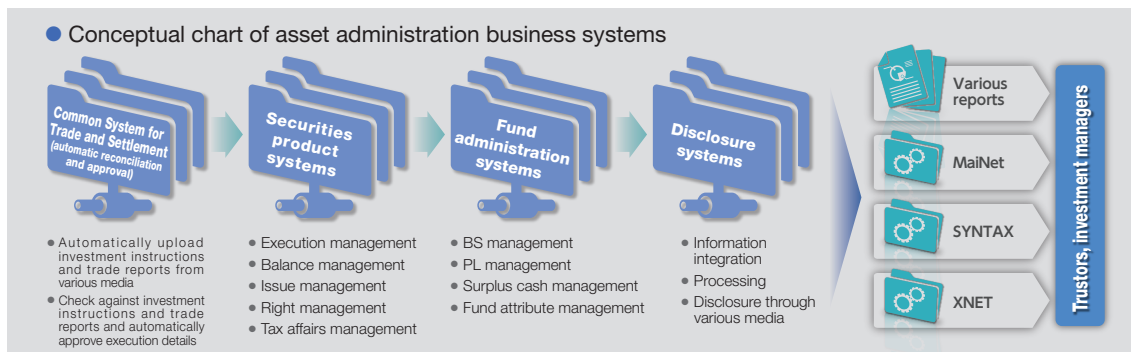 ● Conceptual chart of asset administration business systems
Common System for
Trade and Settlement
(automatic reconciliation
and approval)
● Automatically upload
investment instructions
and trade reports from
various media
● Check against investment
instructions and trade
reports and automatically
approve execution details
Securities
product
systems
● Execution management
● Balance management
● Issue management
● Right management
● Tax affairs management
Fund
administration
systems
● BS management
● PL management
● Surplus cash management
● Fund attribute management
Disclosure
systems
● Information
integration
● Processing
● Disclosure through
various media
Various
reports
MaiNet
SYNTAX
XNET
Trustors, investment managers